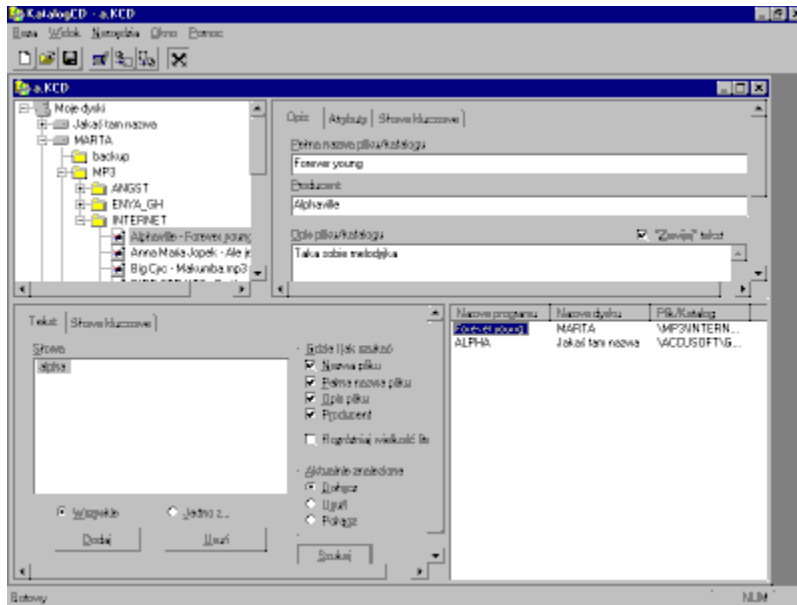 KatalogCD - a.KCD
Baza Widok Narzędzia Okno Pomoc
a.KCD
Moje dyski
Jakaś tam nazwa
MARTA
backup
MP3
ANGST
ENYA_GH
INTERNET
Alphaville - Forever young
Anna Maria Jopek - Ale je
Big Cyc - Makumba.mp3
Opis Atrybuty Słowa kluczowe
Pełna nazwa pliku/katalogu
Forever young
Producent
Alphaville
Opis pliku/katalogu "Zawijaj" tekst
Taka sobie melodyjka
Tekst Słowa kluczowe
Słowa
alpha
Wszystkie Jedno z...
Dodaj Usuń
Gdzie i jak szukać
Nazwa pliku
Pełna nazwa pliku
Opis pliku
Producent
Rozróżniaj wielkość lite
Aktualnie znalezione
Dołącz
Usuń
Połącz
Szukaj
Nazwa programu Nazwa dysku Plik/Katalog
Forever young MARTA \MP3\INTERN...
ALPHA Jakaś tam nazwa \ACDUSOFT\G...
Gotowy NUM